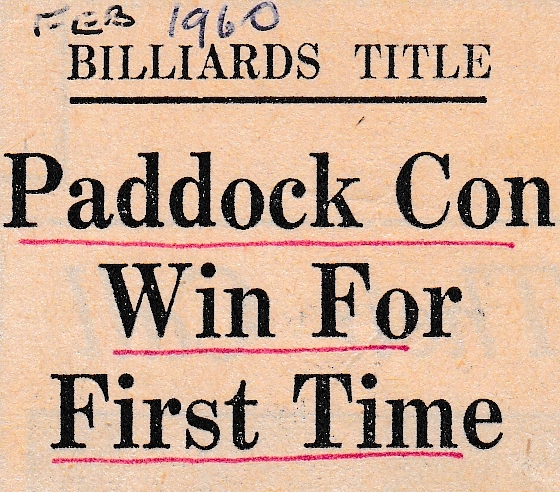 FEB 1960
BILLIARDS TITLE
Paddock Con
Win For
First Time